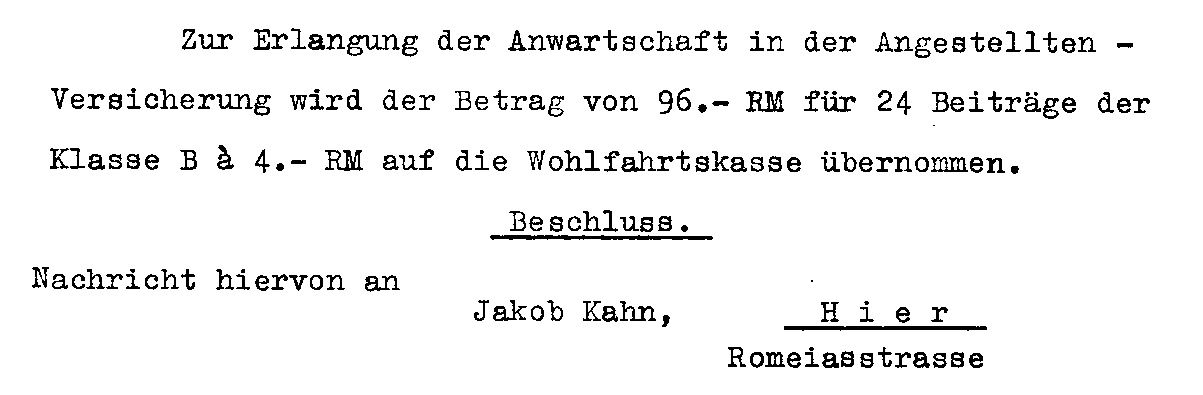 Zur Erlangung der Anwartschaft in der Angestellten -
Versicherung wird der Betrag von 96.- RM für 24 Beiträge der
Klasse B à 4.- RM auf die Wohlfahrtskasse übernommen.
Beschluss.
Nachricht hiervon an
Jakob Kahn, H i e r
Romeiasstrasse